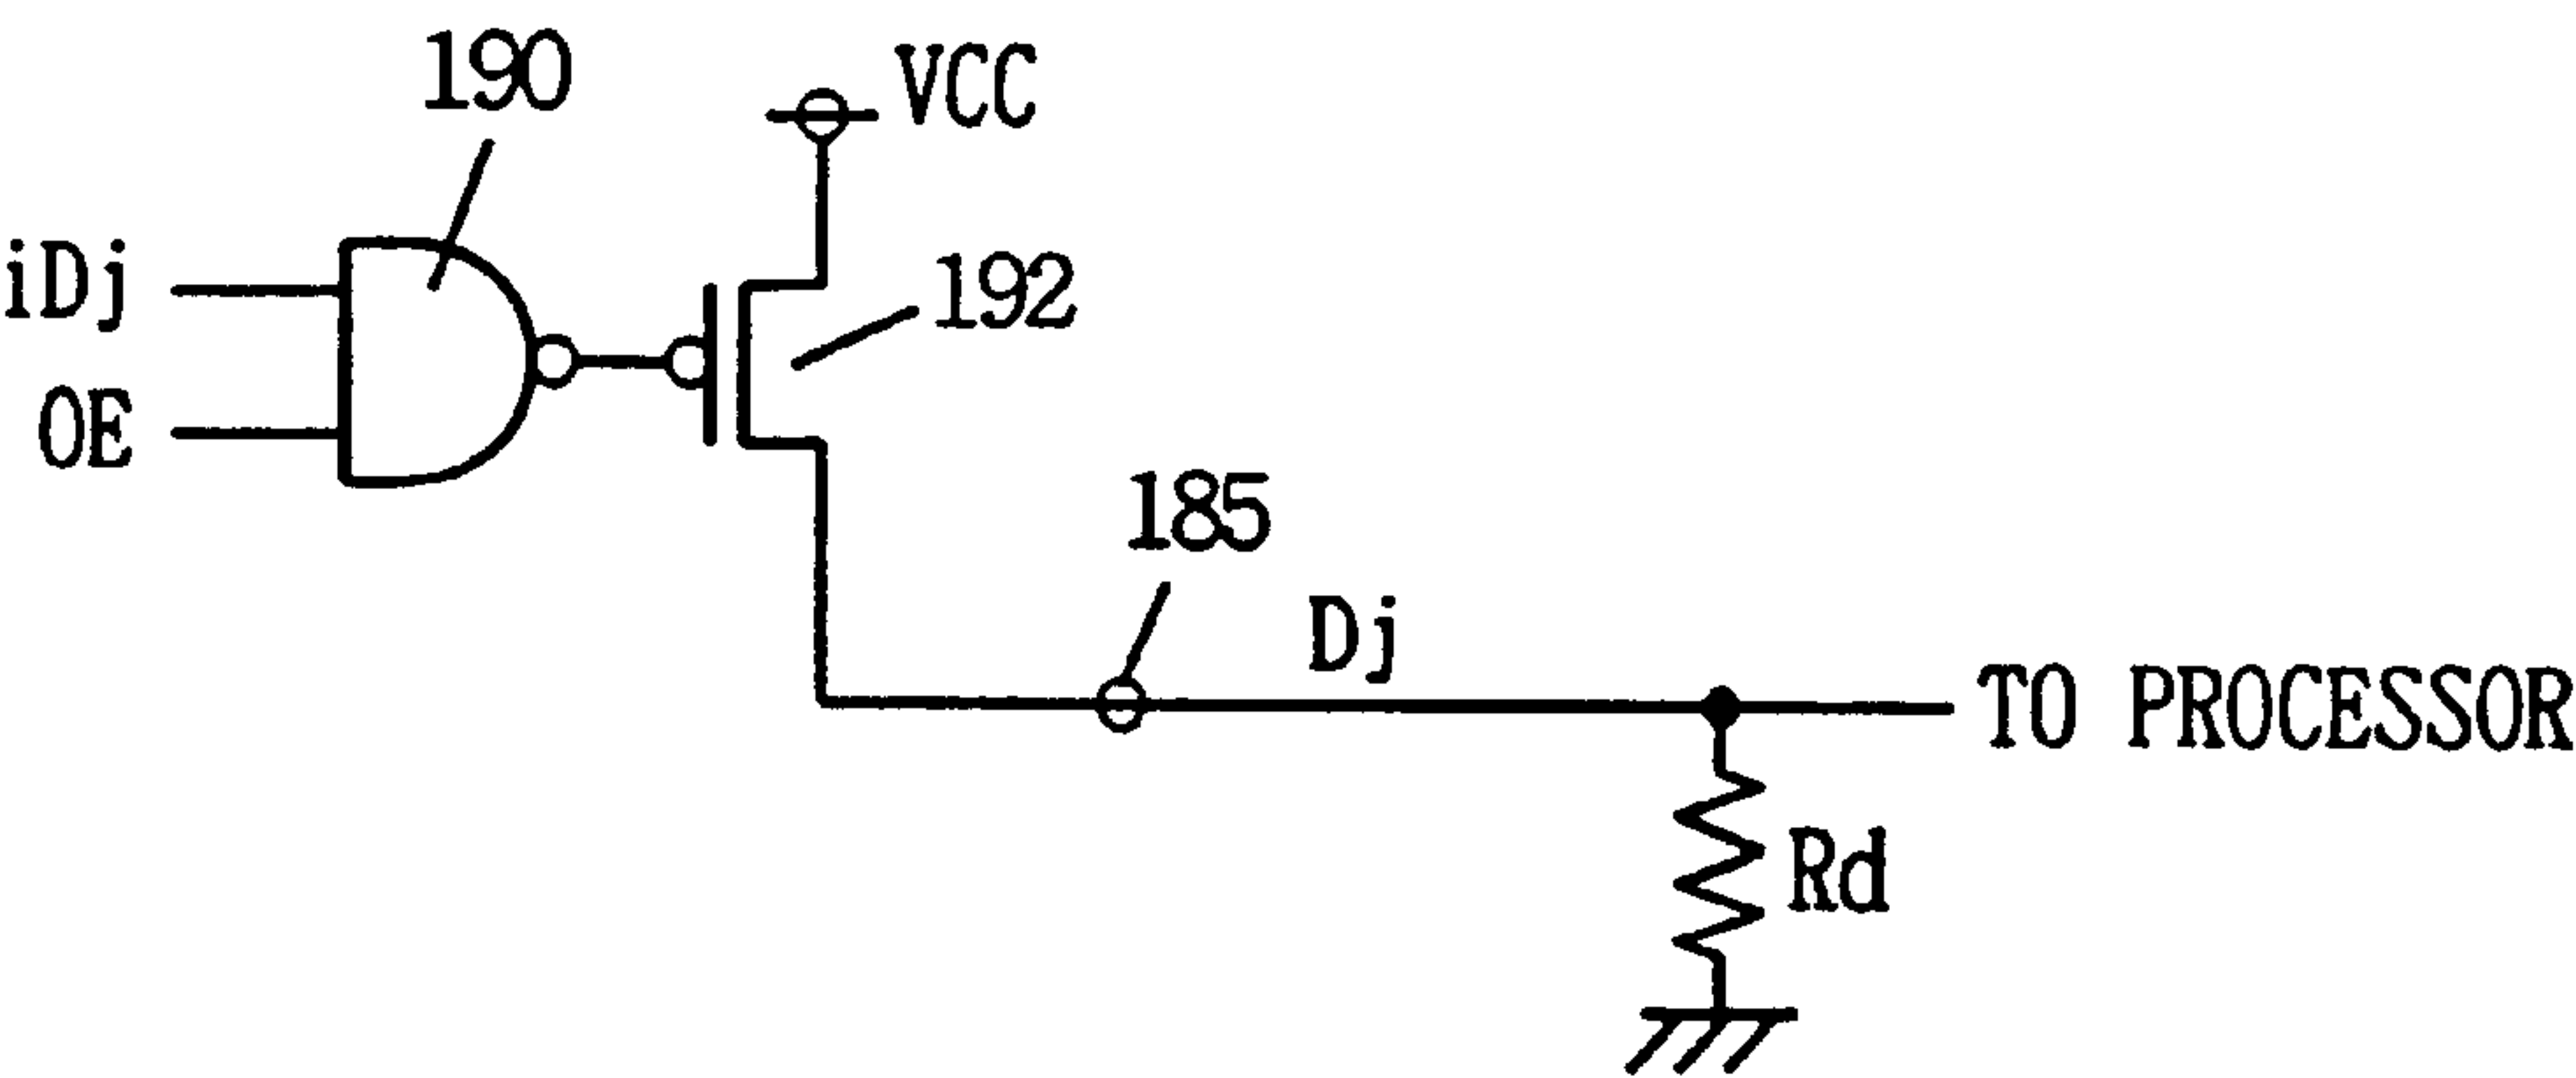 190
VCC
iDj
192
OE
185
Dj
TO PROCESSOR
Rd